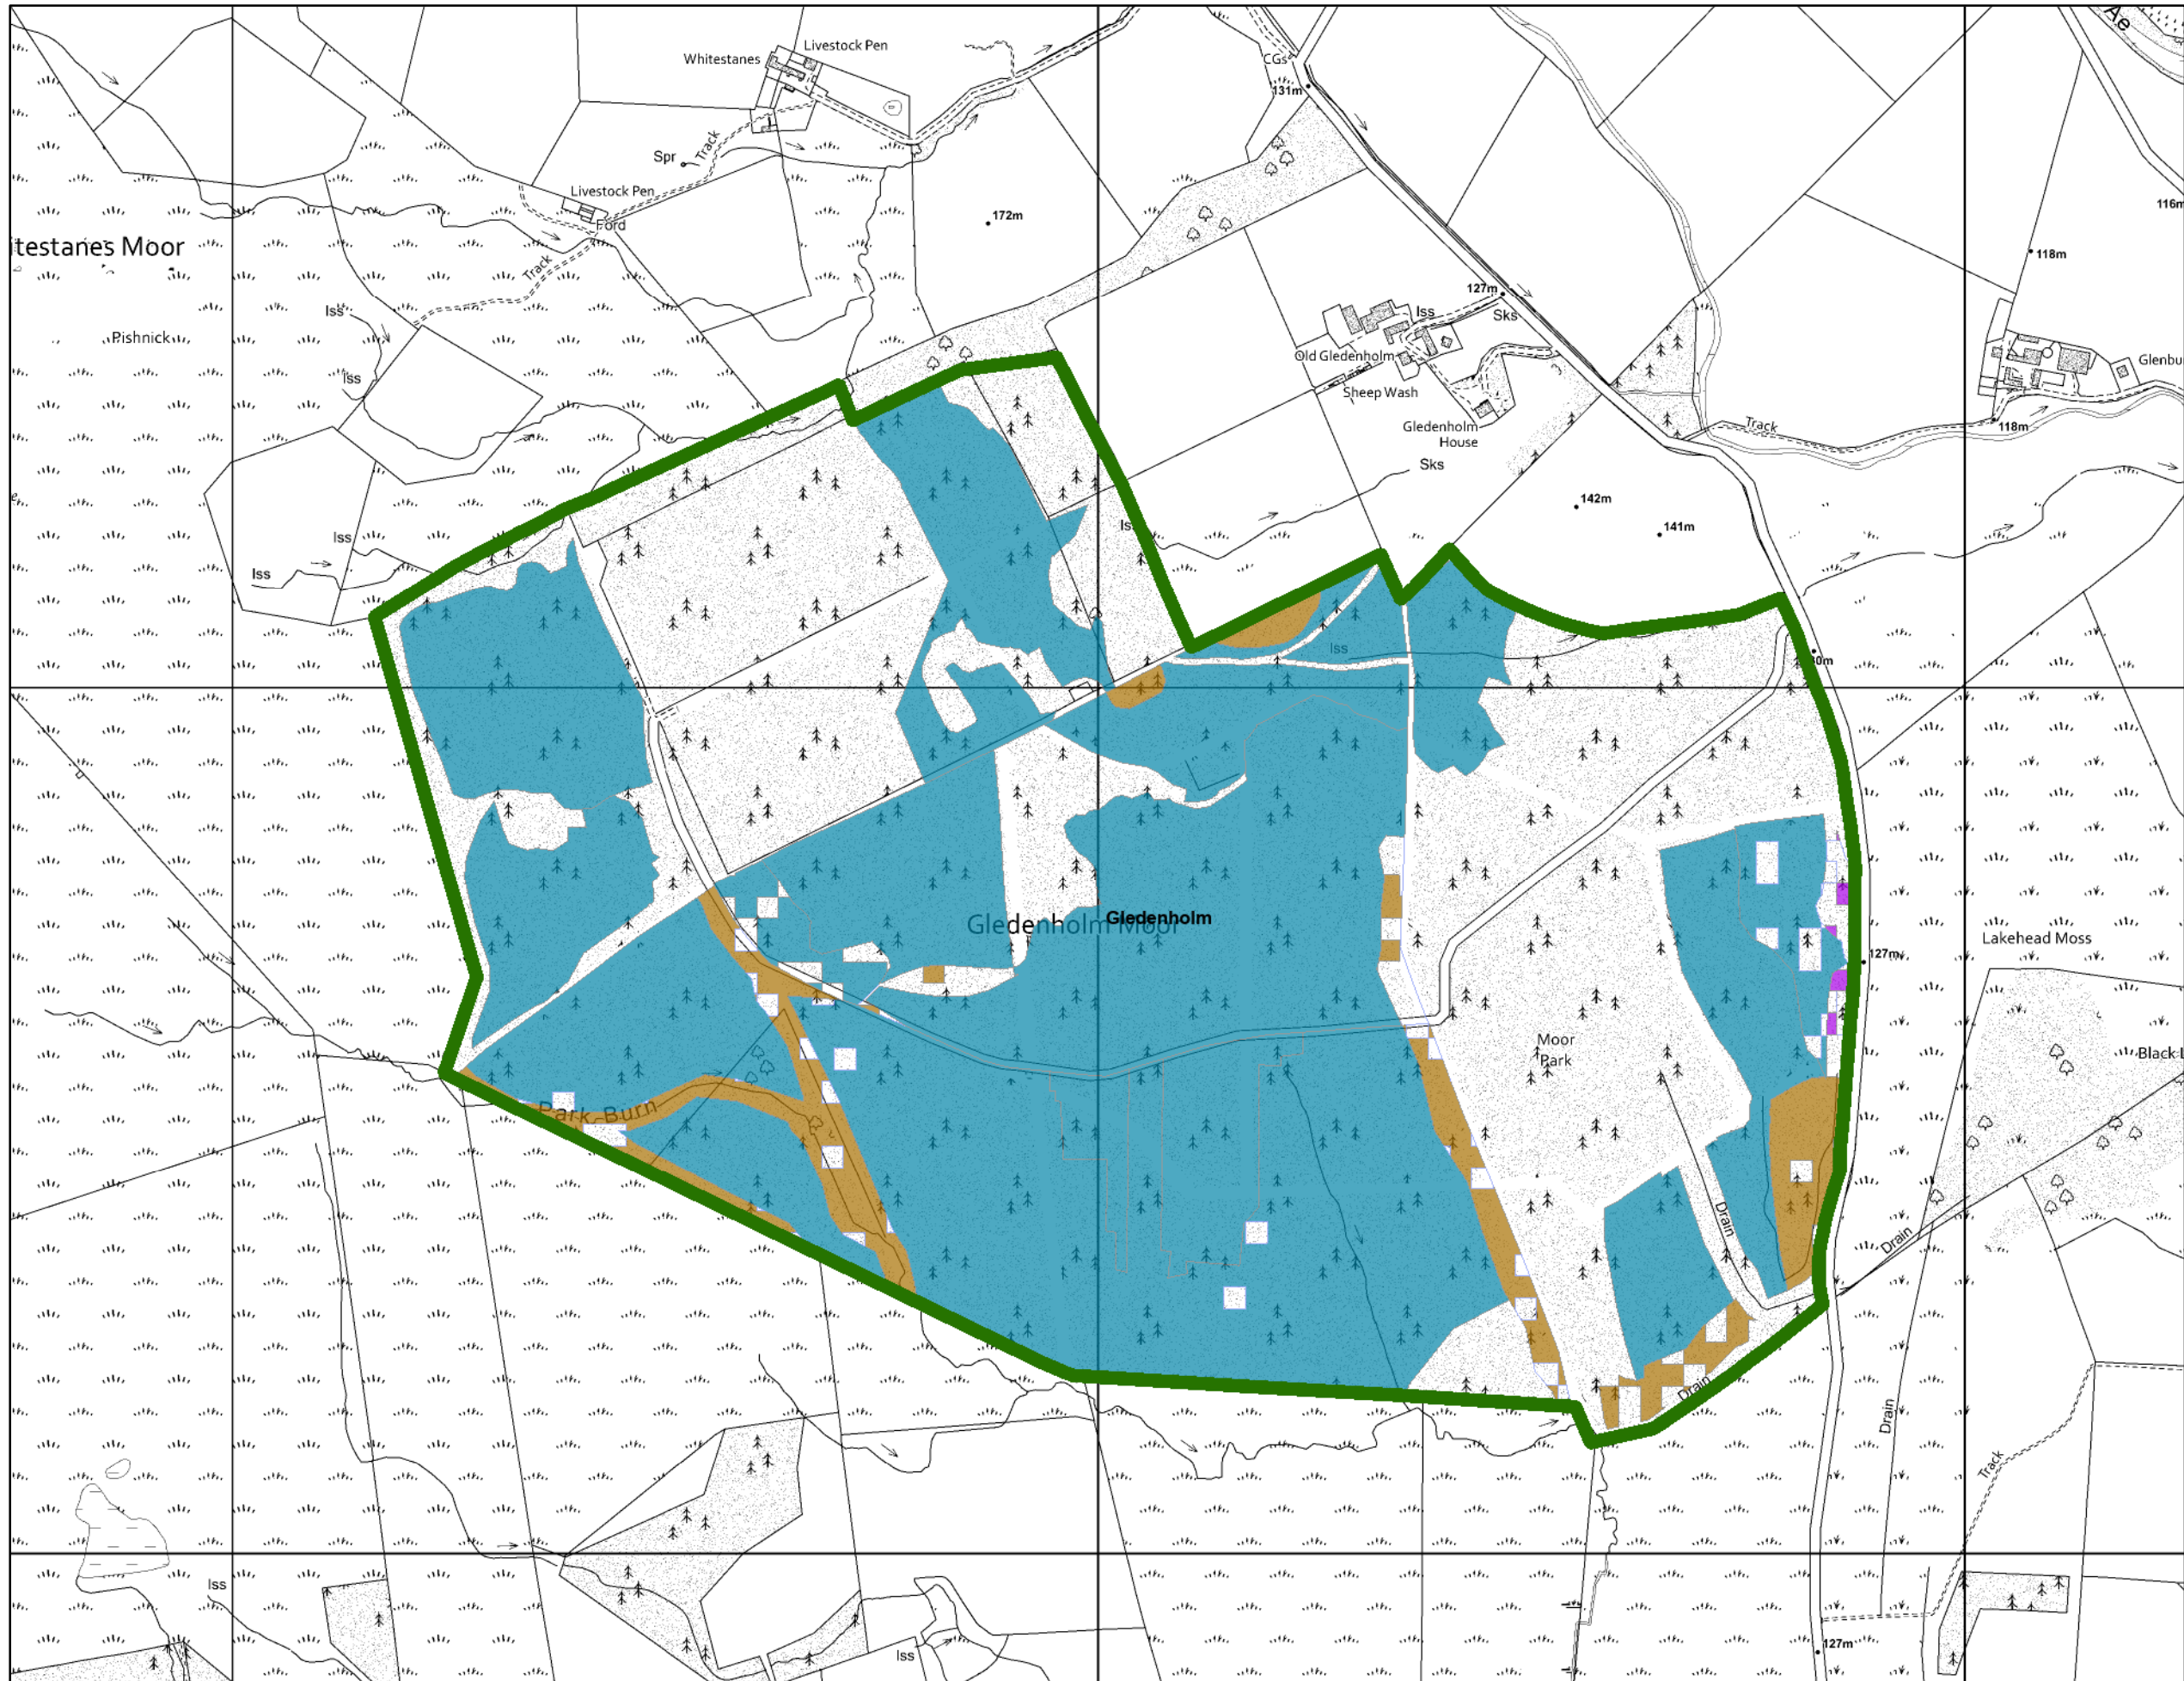 Ae
Livestock Pen
Whitestanes
CGs
131m
Track
Spr
Livestock Pen
Ford
172m
116m
itestanes Moor
118m
Track
127m
Iss
Iss
Sks
Pishnick
Old Gledenholm
Glenbu
Iss
Sheep Wash
Gledenholm
House
Track
118m
Sks
142m
Iss
141m
Iss
Iss
Iss
30m
Gledenholm Moor
Gledenholm
Lakehead Moss
127m
Moor
Park
Black L
Park Burn
Drain
Drain
Drain
Drain
Track
Iss
Iss
127m